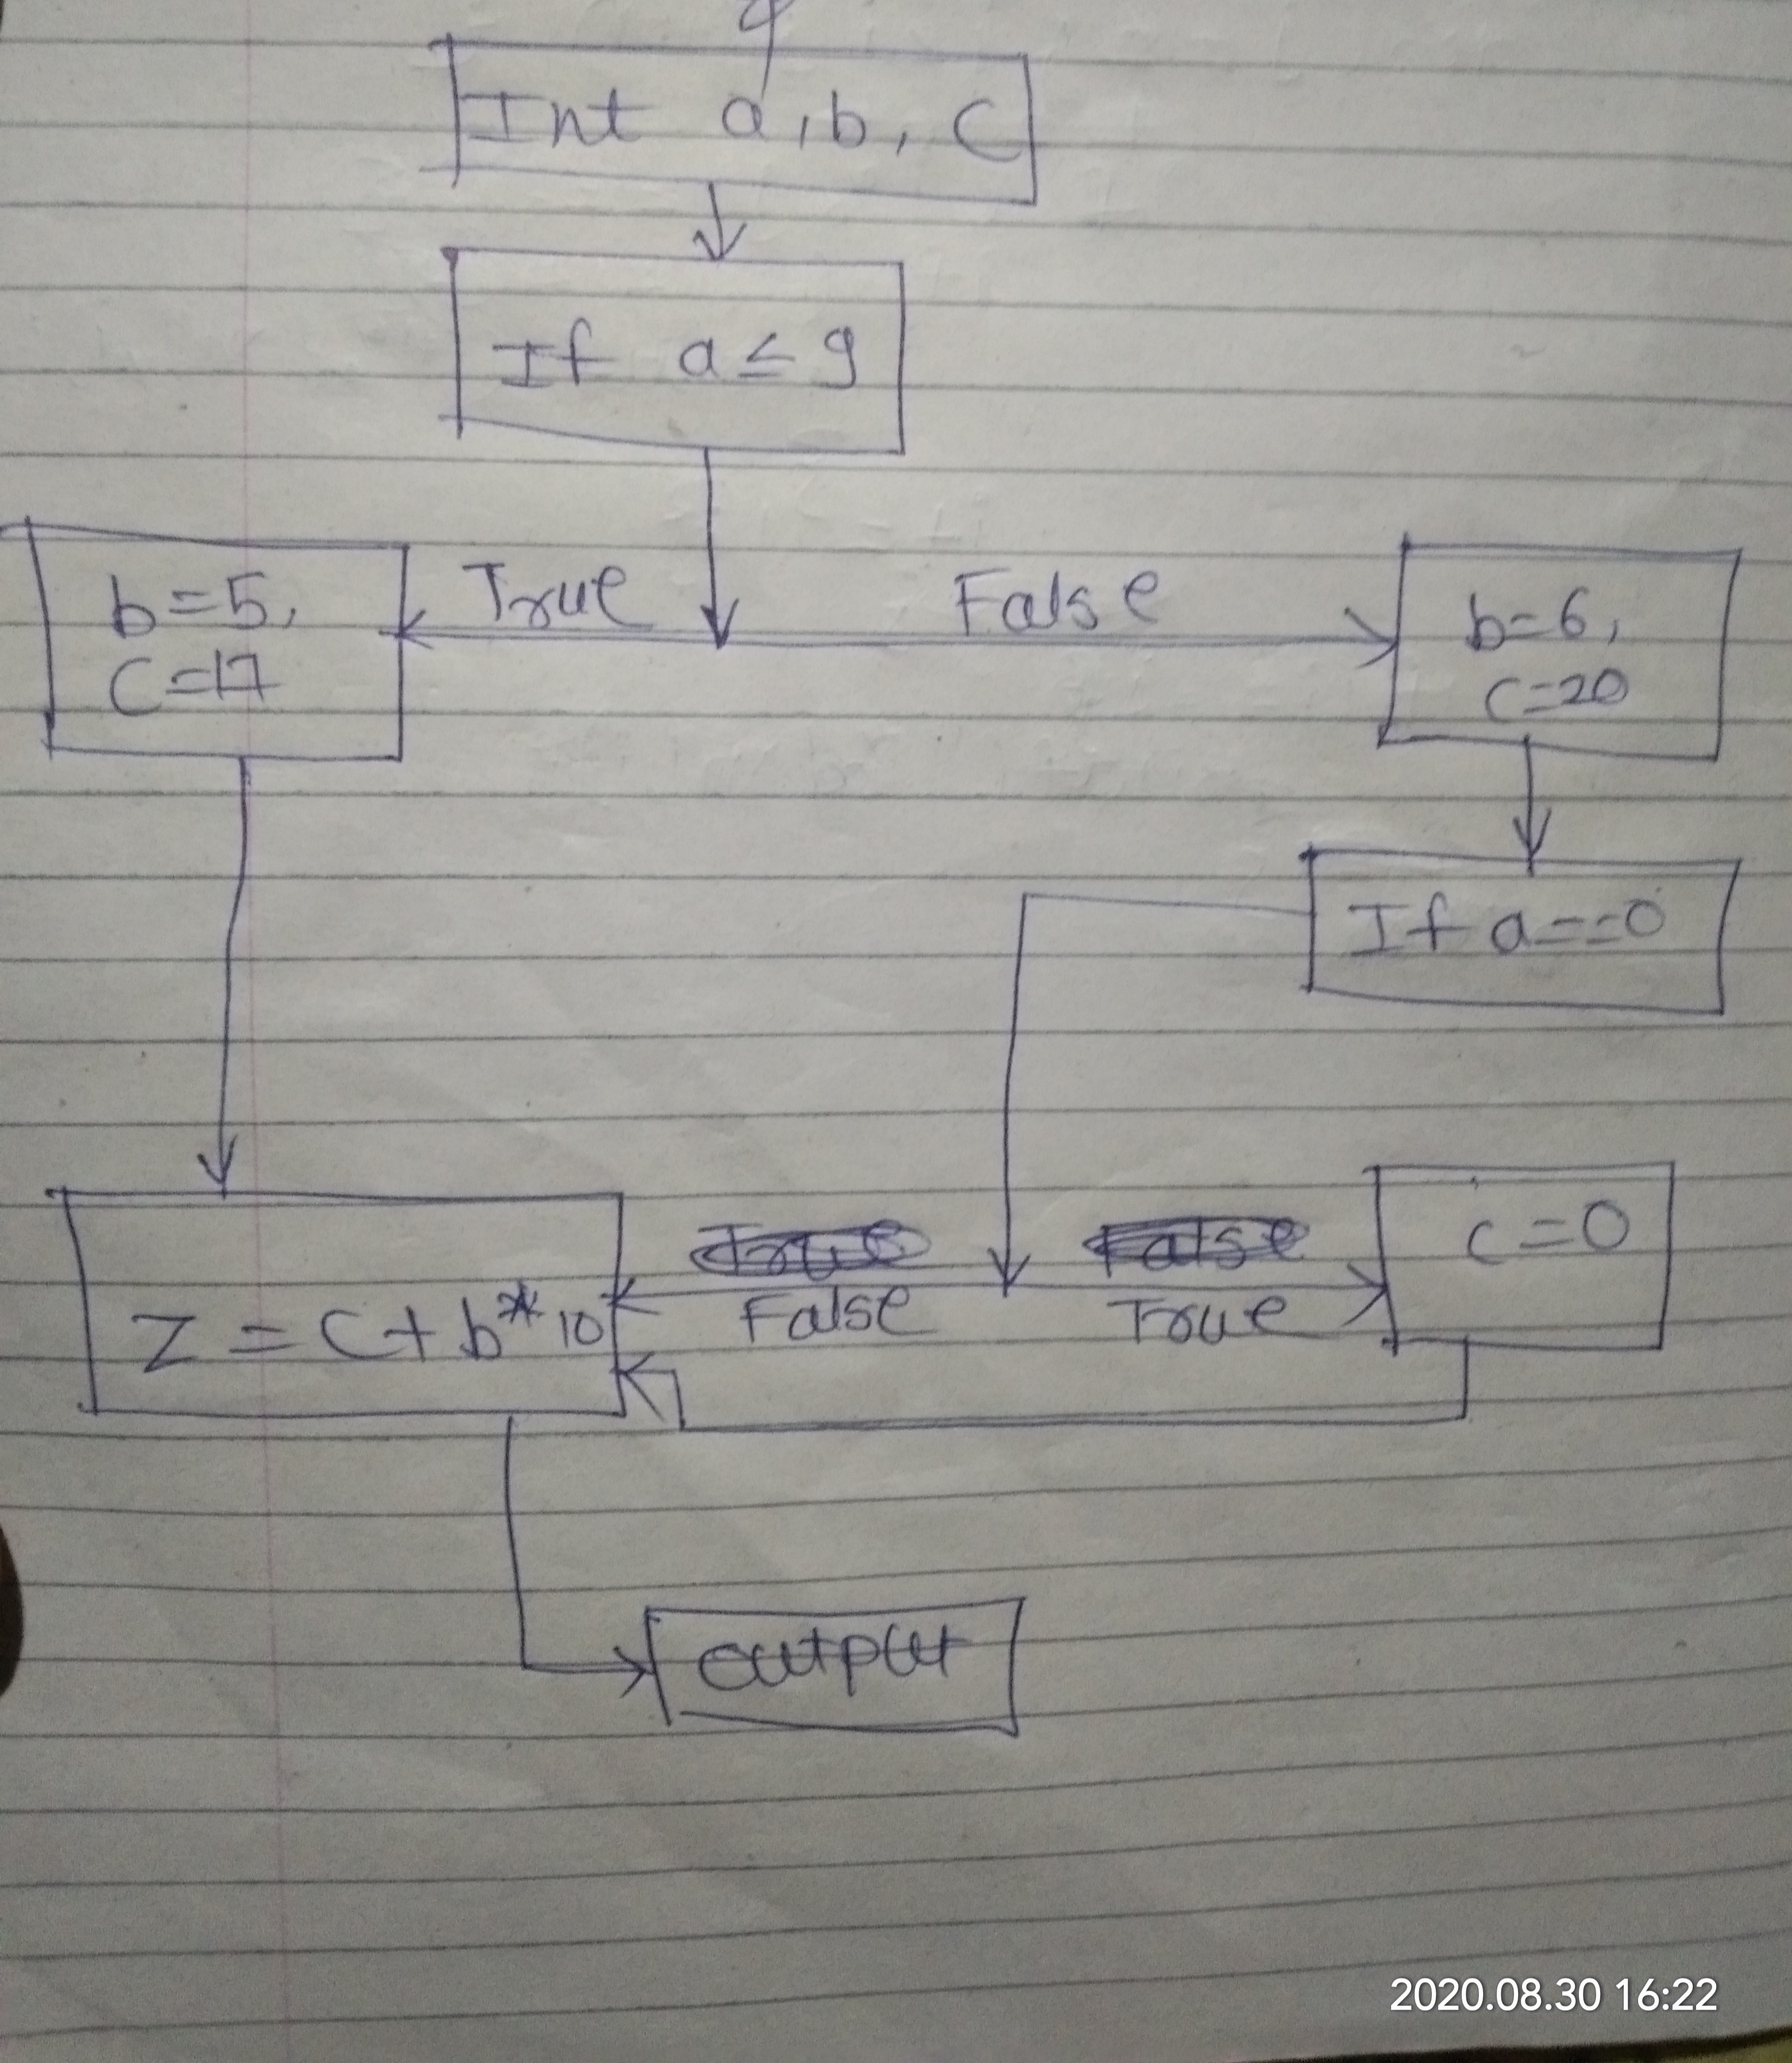 Int a, b, c
If a ≤ 9
True
False
b=5,
C=17
b=6,
c=20
If a==0
True
False
c=0
Z = C + b* 10
False
True
output
2020.08.30 16:22